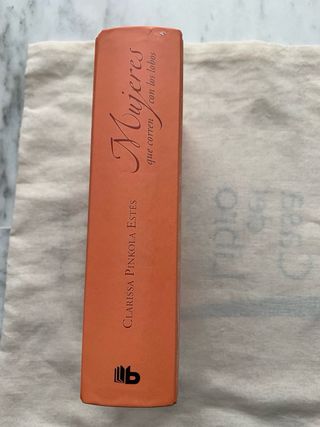 Mujeres
que corren con los lobos
CLARISSA PINKOLA ESTÉS
b